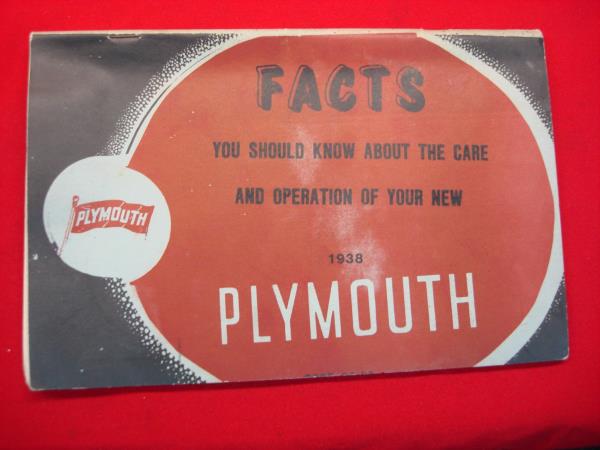 FACTS
YOU SHOULD KNOW ABOUT THE CARE
AND OPERATION OF YOUR NEW
PLYMOUTH
1938
PLYMOUTH